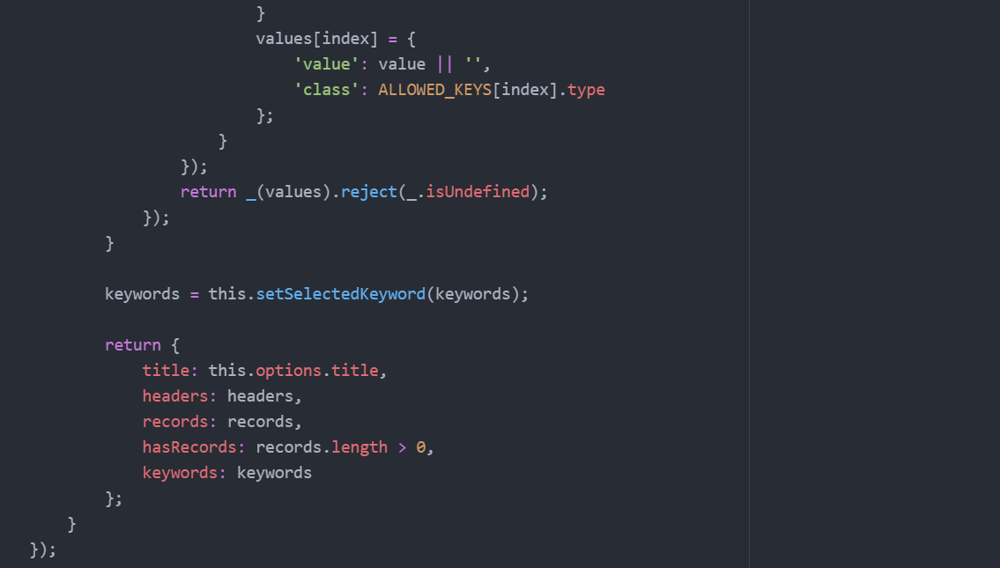 }
values[index] = {
'value': value || '',
'class': ALLOWED_KEYS[index].type
};
}
});
return _(values).reject(_.isUndefined);
});
}
keywords = this.setSelectedKeyword(keywords);
return {
title: this.options.title,
headers: headers,
records: records,
hasRecords: records.length > 0,
keywords: keywords
};
}
});